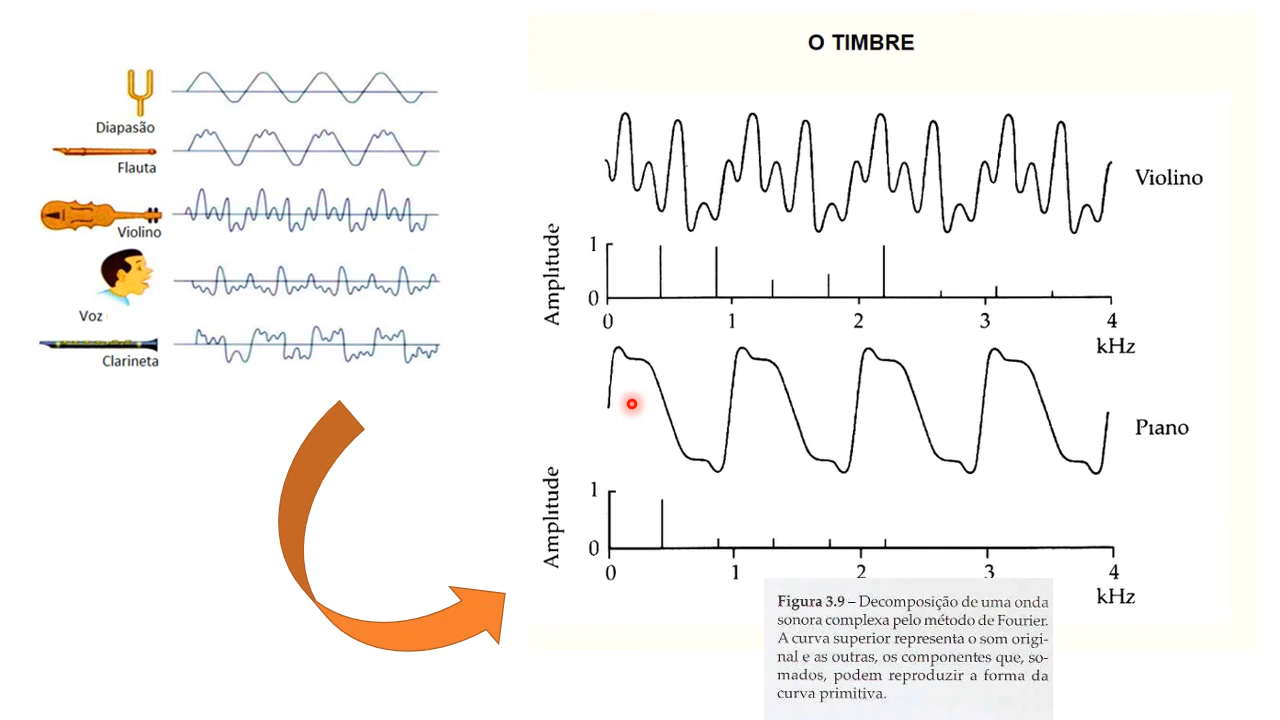 O TIMBRE
Diapasão
Flauta
Violino
Voz
Clarineta
Violino
Amplitude
1
0
0 1 2 3 4
kHz
Piano
Amplitude
1
0
0 1 2 3 4
kHz
Figura 3.9 – Decomposição de uma onda
sonora complexa pelo método de Fourier.
A curva superior representa o som origi-
nal e as outras, os componentes que, so-
mados, podem reproduzir a forma da
curva primitiva.